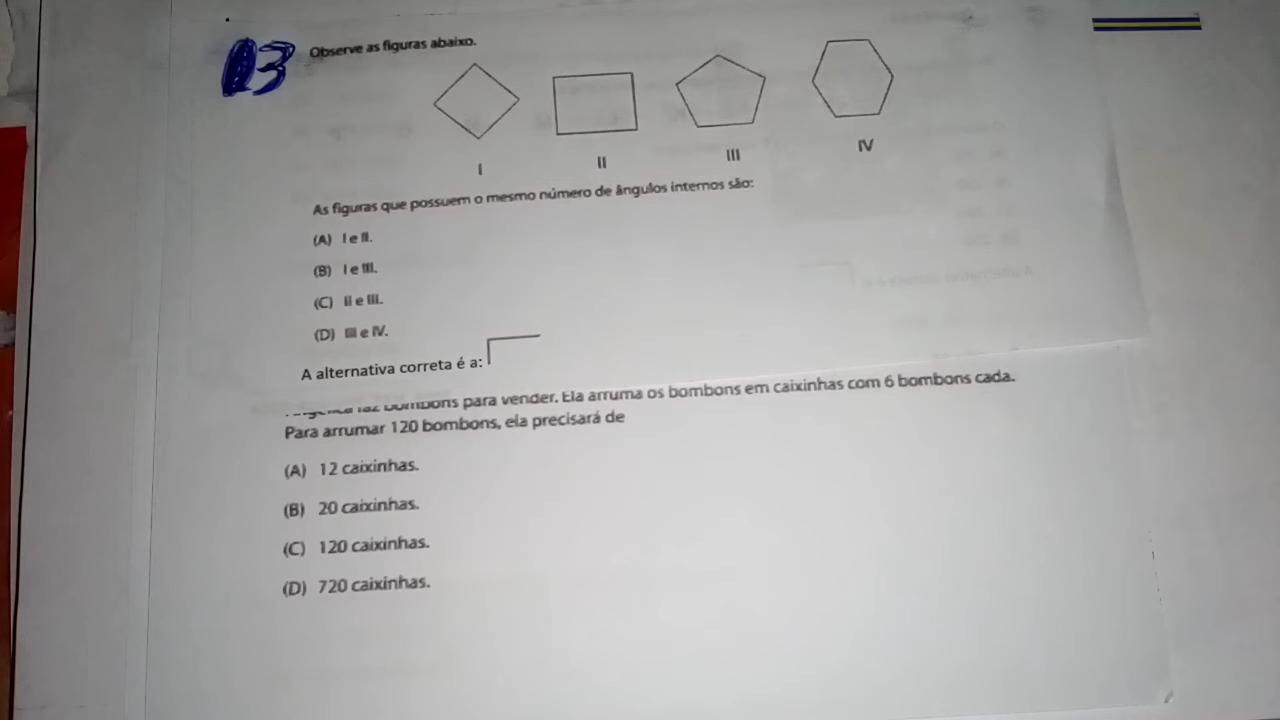 13
Observe as figuras abaixo.
I II III IV
As figuras que possuem o mesmo número de ângulos internos são:
(A) I e II.
(B) I e III.
(C) II e III.
(D) III e IV.
A alternativa correta é a:
faz bombons para vender. Ela arruma os bombons em caixinhas com 6 bombons cada.
Para arrumar 120 bombons, ela precisará de
(A) 12 caixinhas.
(B) 20 caixinhas.
(C) 120 caixinhas.
(D) 720 caixinhas.